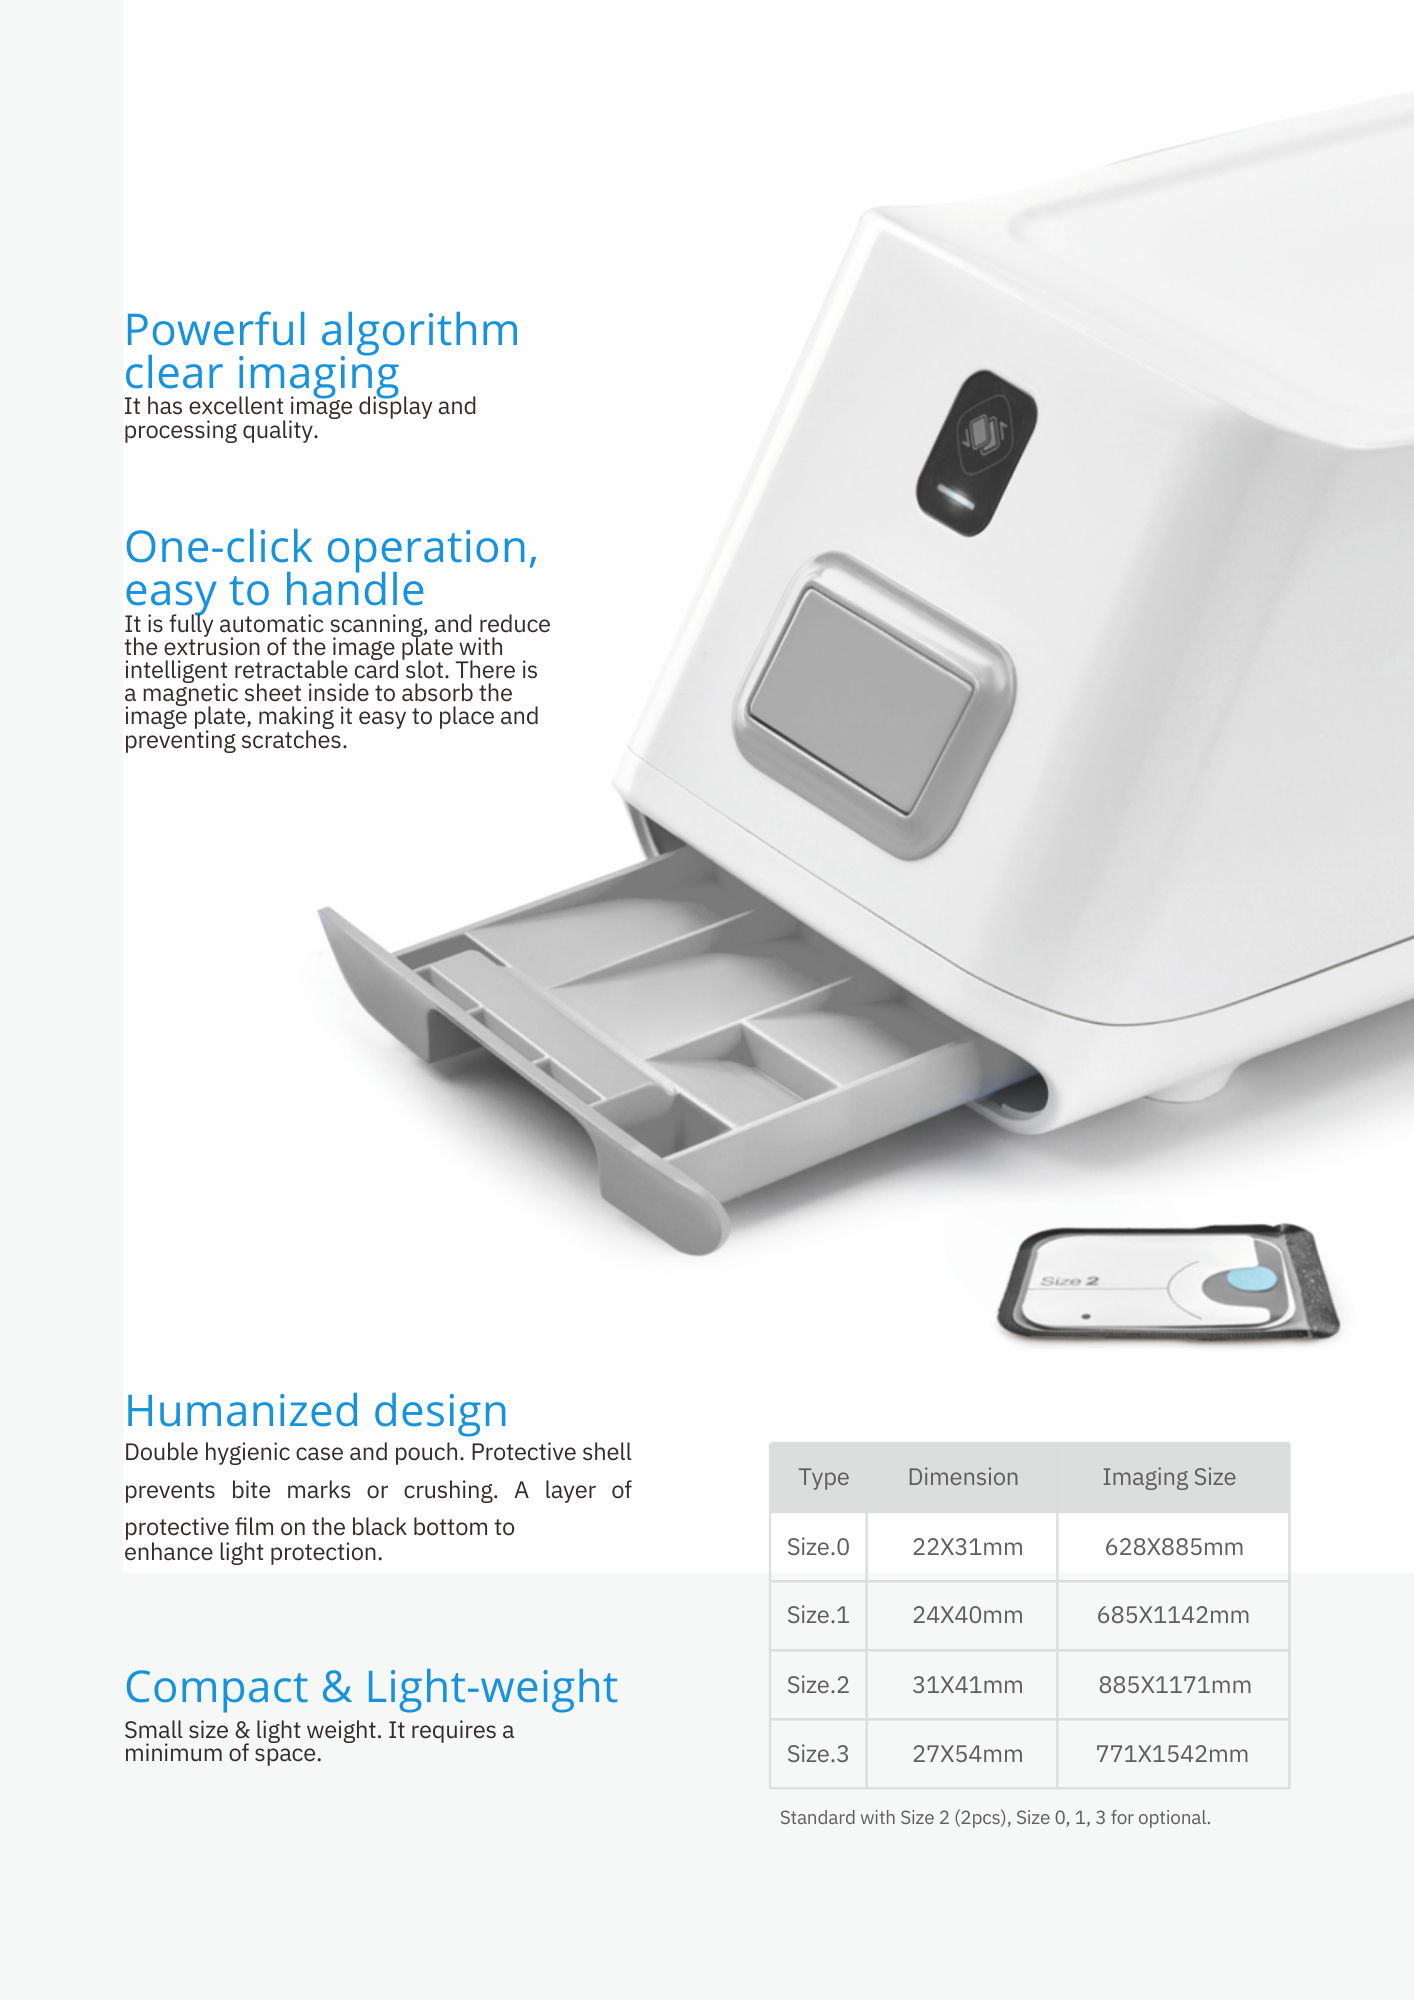 Powerful algorithm
clear imaging
It has excellent image display and
processing quality.
One-click operation,
easy to handle
It is fully automatic scanning, and reduce
the extrusion of the image plate with
intelligent retractable card slot. There is
a magnetic sheet inside to absorb the
image plate, making it easy to place and
preventing scratches.
Size 2
Humanized design
Double hygienic case and pouch. Protective shell
prevents bite marks or crushing. A layer of
protective film on the black bottom to
enhance light protection.
Compact & Light-weight
Small size & light weight. It requires a
minimum of space.
Type Dimension Imaging Size
Size.0 22X31mm 628X885mm
Size.1 24X40mm 685X1142mm
Size.2 31X41mm 885X1171mm
Size.3 27X54mm 771X1542mm
Standard with Size 2 (2pcs), Size 0, 1, 3 for optional.